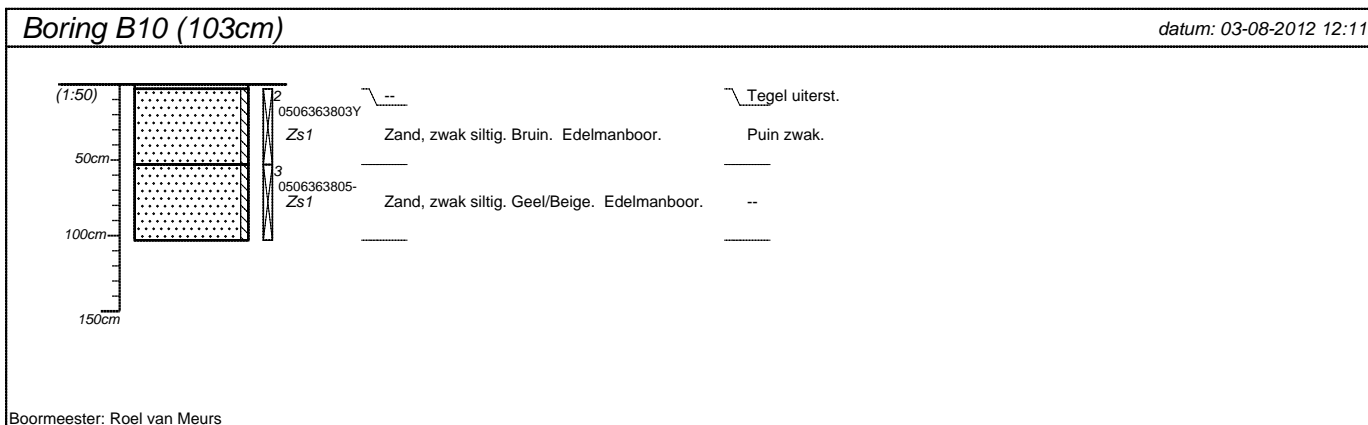 Boring B10 (103cm) datum: 03-08-2012 12:11
(1:50) 2 -- Tegel uiterst.
0506363803Y
Zs1 Zand, zwak siltig. Bruin. Edelmanboor. Puin zwak.
50cm
3
0506363805-
Zs1 Zand, zwak siltig. Geel/Beige. Edelmanboor. --
100cm
150cm
Boormeester: Roel van Meurs